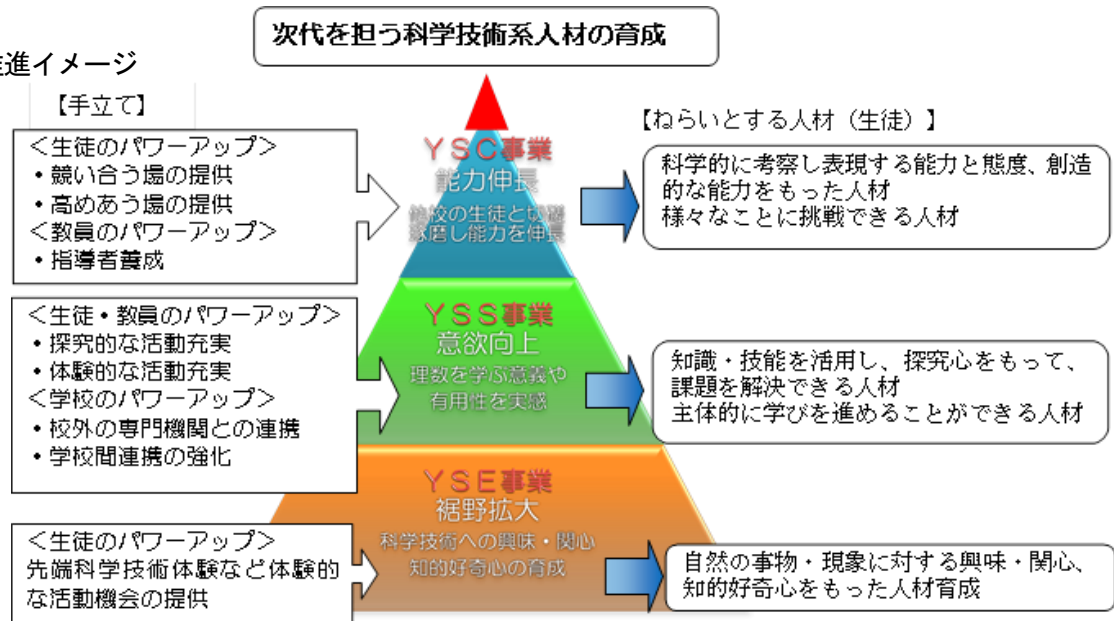 次代を担う科学技術系人材の育成
進イメージ
【手立て】
<生徒のパワーアップ>
・競い合う場の提供
・高めあう場の提供
<教員のパワーアップ>
・指導者養成
YSC事業
能力伸長
他校の生徒と切磋
琢磨し能力を伸長
【ねらいとする人材(生徒)】
科学的に考察し表現する能力と態度、創造
的な能力をもった人材
様々なことに挑戦できる人材
<生徒・教員のパワーアップ>
・探究的な活動充実
・体験的な活動充実
<学校のパワーアップ>
・校外の専門機関との連携
・学校間連携の強化
YSS事業
意欲向上
理数を学ぶ意義や
有用性を実感
知識・技能を活用し、探究心をもって、
課題を解決できる人材
主体的に学びを進めることができる人材
<生徒のパワーアップ>
先端科学技術体験など体験的
な活動機会の提供
YSE事業
裾野拡大
科学技術への興味・関心
知的好奇心の育成
自然の事物・現象に対する興味・関心、
知的好奇心をもった人材育成